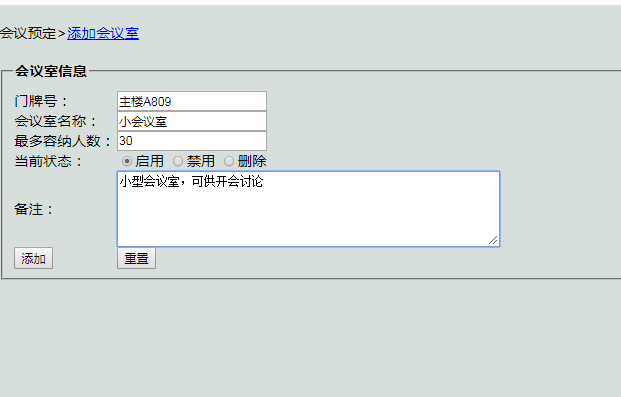 会议预定>添加会议室
会议室信息
门牌号： 主楼A809
会议室名称： 小会议室
最多容纳人数： 30
当前状态： 启用 禁用 删除
小型会议室，可供开会讨论
备注：
添加 重置